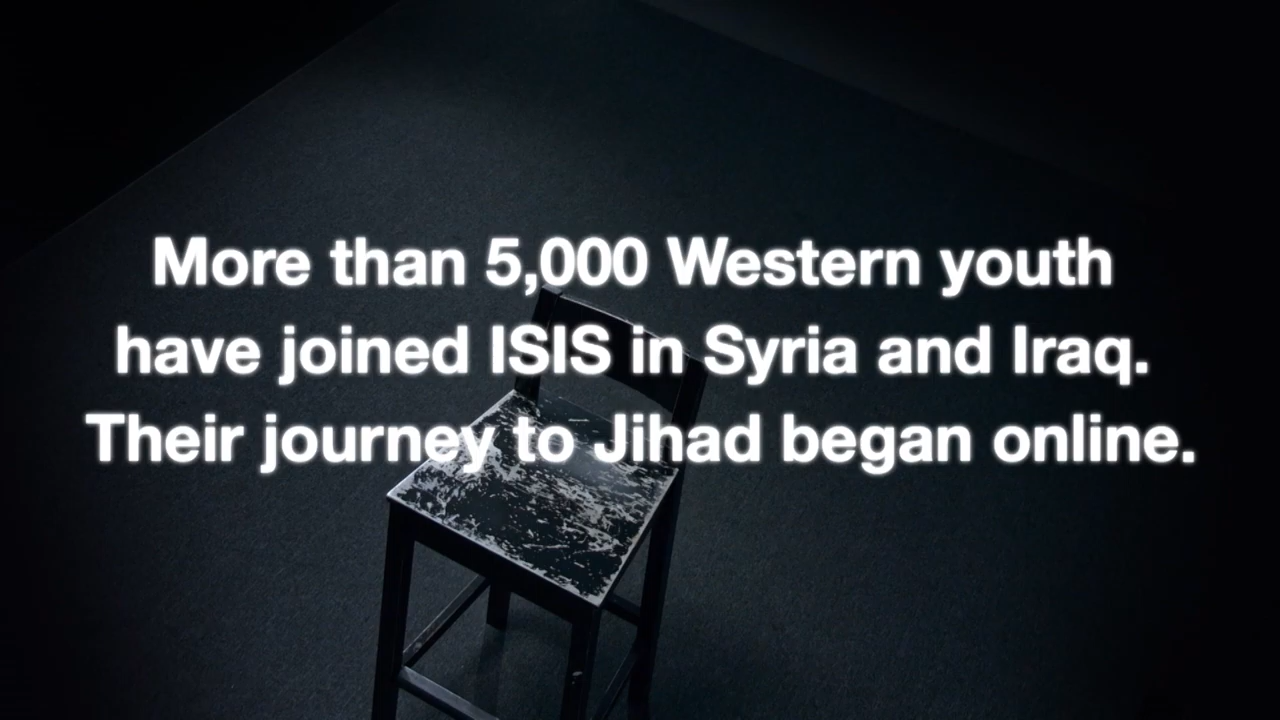 More than 5,000 Western youth
have joined ISIS in Syria and Iraq.
Their journey to Jihad began online.